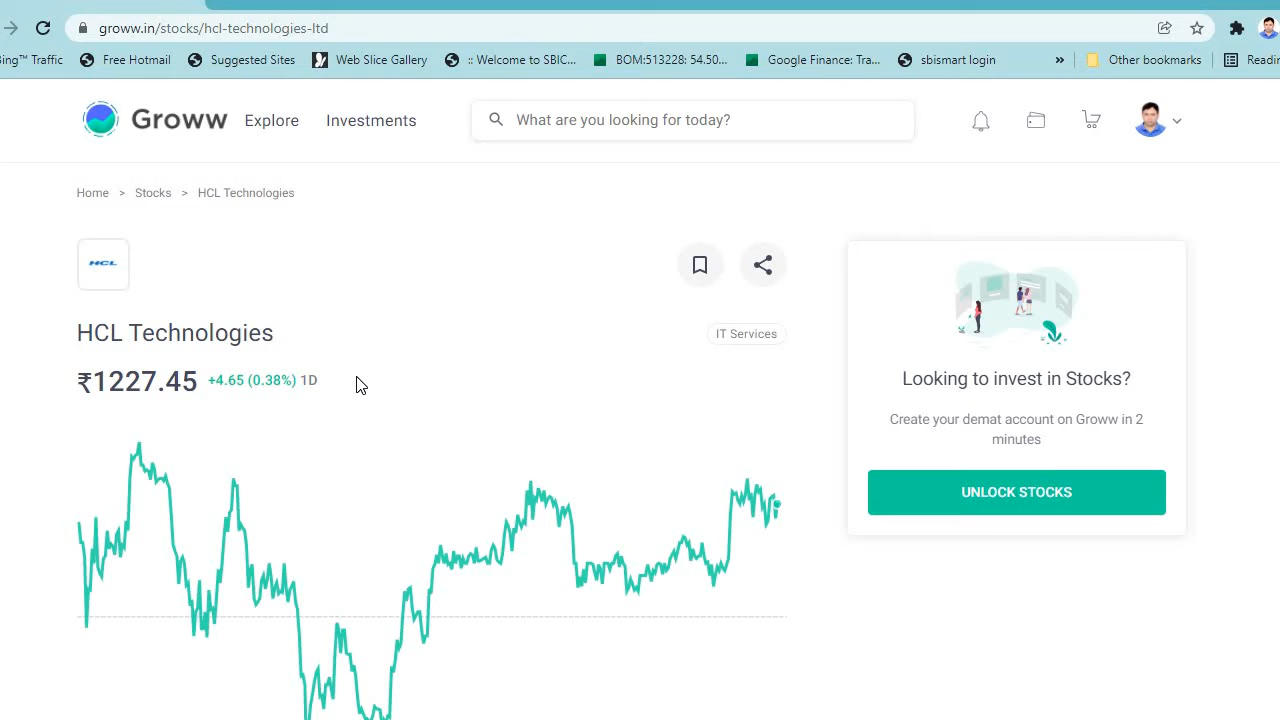 groww.in/stocks/hcl-technologies-ltd
ing™ Traffic Free Hotmail Suggested Sites Web Slice Gallery :: Welcome to SBIC... BOM:513228: 54.50... Google Finance: Tra... sbismart login » Other bookmarks Readin
Groww Explore Investments What are you looking for today?
Home > Stocks > HCL Technologies
HCL
HCL Technologies
IT Services
₹1227.45 +4.65 (0.38%) 1D
Looking to invest in Stocks?
Create your demat account on Groww in 2
minutes
UNLOCK STOCKS